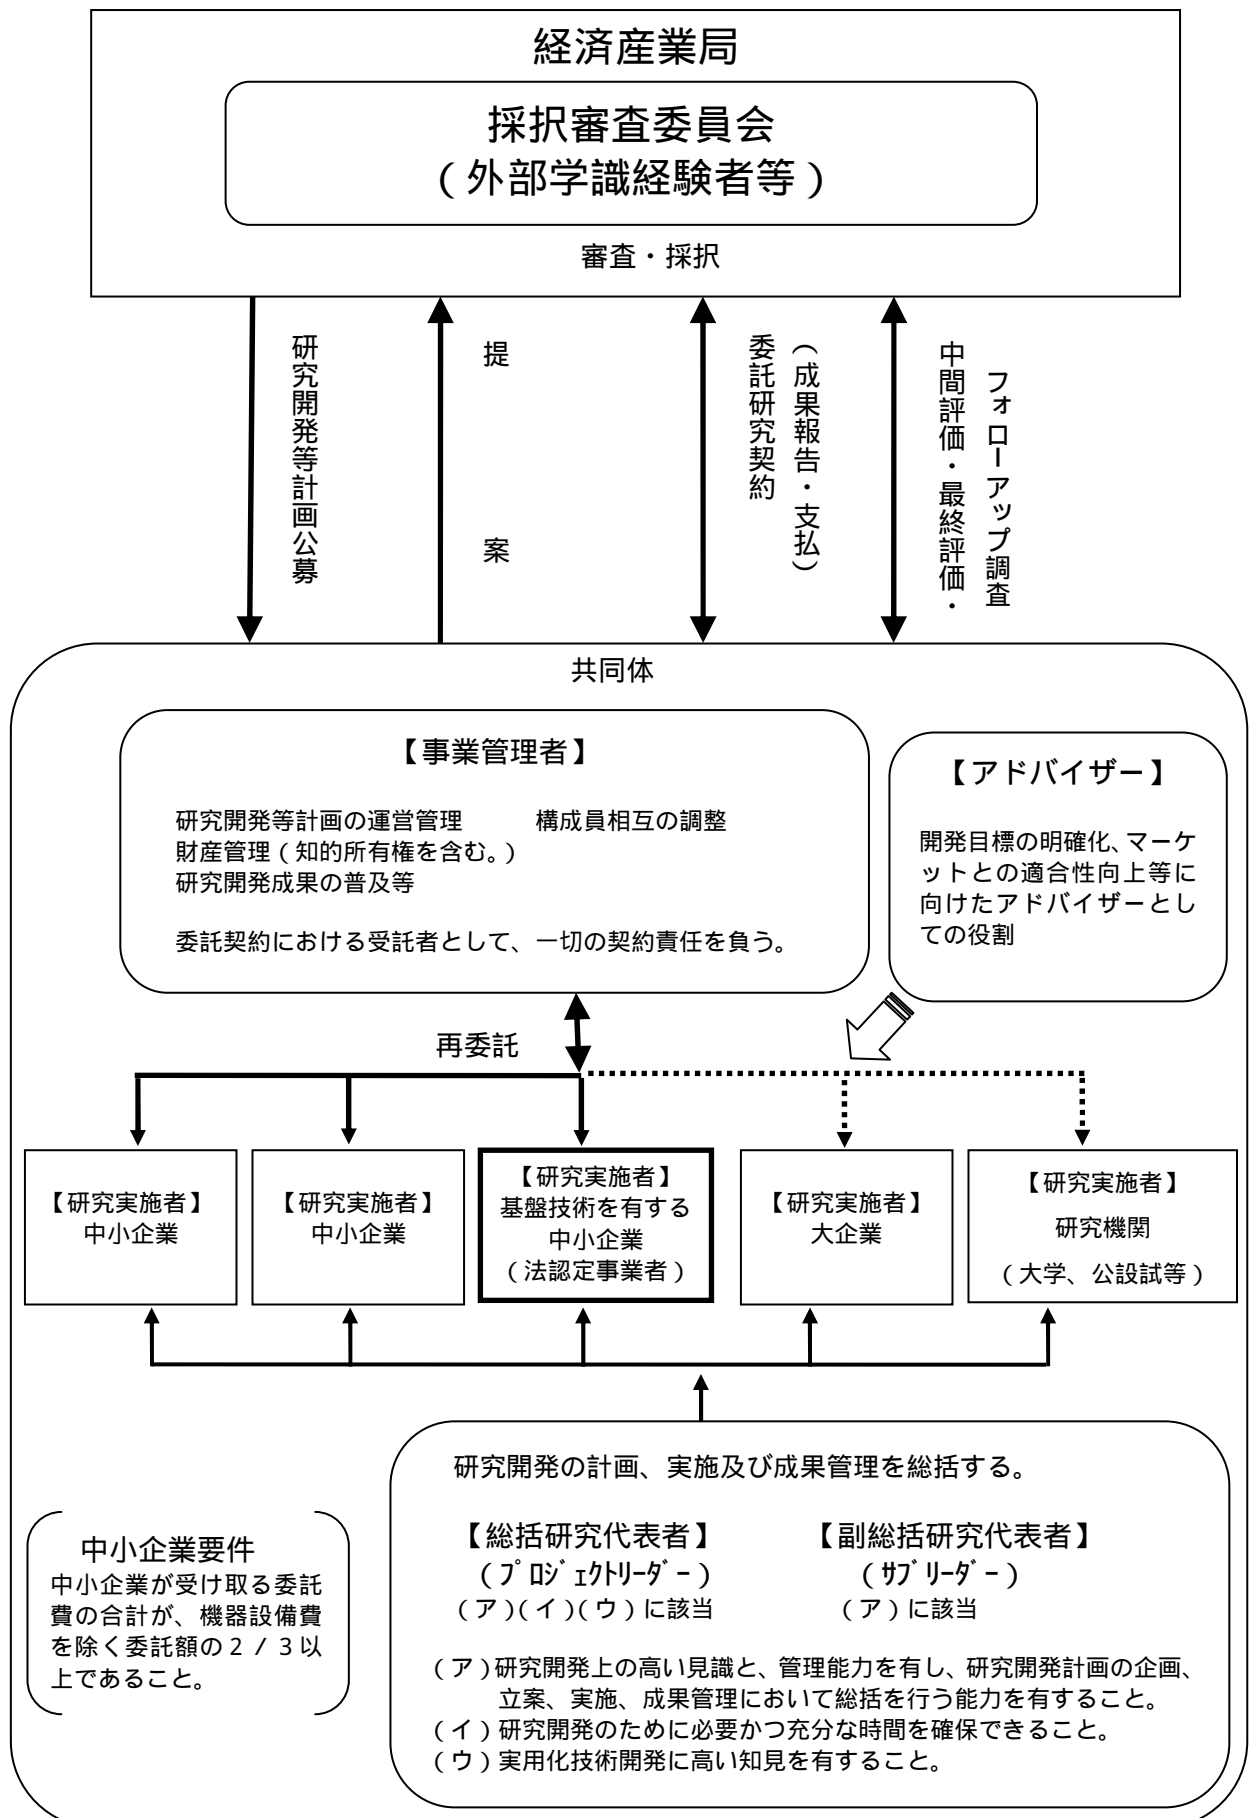 経済産業局
採択審査委員会
（外部学識経験者等）
審査・採択
研究開発等計画公募
提案
委託研究契約
（成果報告・支払）
中間評価・最終評価・
フォローアップ調査
共同体
【事業管理者】
研究開発等計画の運営管理　　　構成員相互の調整
財産管理（知的所有権を含む。）
研究開発成果の普及等
委託契約における受託者として、一切の契約責任を負う。
【アドバイザー】
開発目標の明確化、マーケ
ットとの適合性向上等に
向けたアドバイザーとし
ての役割
再委託
【研究実施者】
中小企業
【研究実施者】
中小企業
【研究実施者】
基盤技術を有する
中小企業
（法認定事業者）
【研究実施者】
大企業
【研究実施者】
研究機関
（大学、公設試等）
研究開発の計画、実施及び成果管理を総括する。
【総括研究代表者】
（ﾌﾟﾛｼﾞｪｸﾄﾘｰﾀﾞｰ）
（ア）（イ）（ウ）に該当
【副総括研究代表者】
（ｻﾌﾞﾘｰﾀﾞｰ）
（ア）に該当
（ア）研究開発上の高い見識と、管理能力を有し、研究開発計画の企画、
立案、実施、成果管理において総括を行う能力を有すること。
（イ）研究開発のために必要かつ充分な時間を確保できること。
（ウ）実用化技術開発に高い知見を有すること。
中小企業要件
中小企業が受け取る委託
費の合計が、機器設備費
を除く委託額の２／３以
上であること。